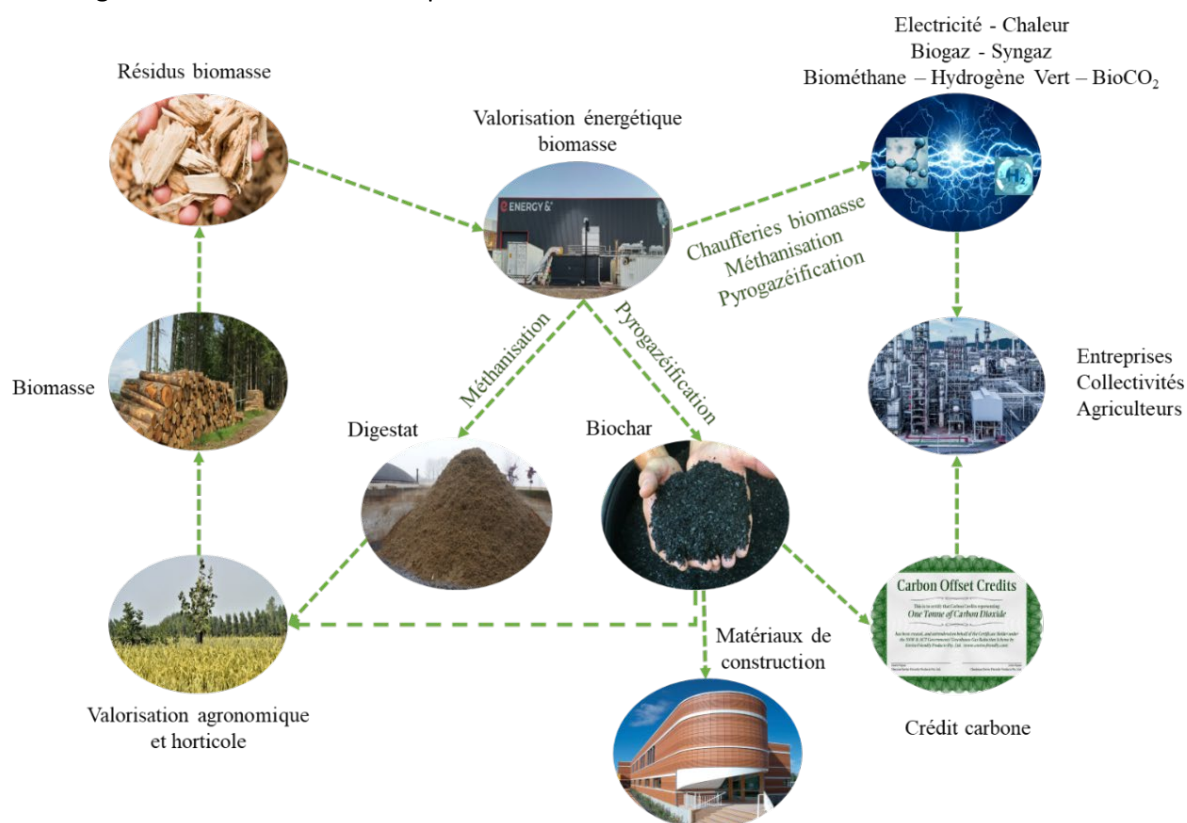 Electricité - Chaleur
Biogaz - Syngaz
Biométhane – Hydrogène Vert – BioCO₂
Résidus biomasse
Valorisation énergétique
biomasse
ENERGY &
H₂
Chaufferies biomasse
Méthanisation
Pyrogazéification
Méthanisation
Pyrogazéification
Biomasse
Entreprises
Collectivités
Agriculteurs
Digestat
Biochar
Carbon Offset Credits
One Tonne of Carbon Dioxide
Matériaux de
construction
Valorisation agronomique
et horticole
Crédit carbone